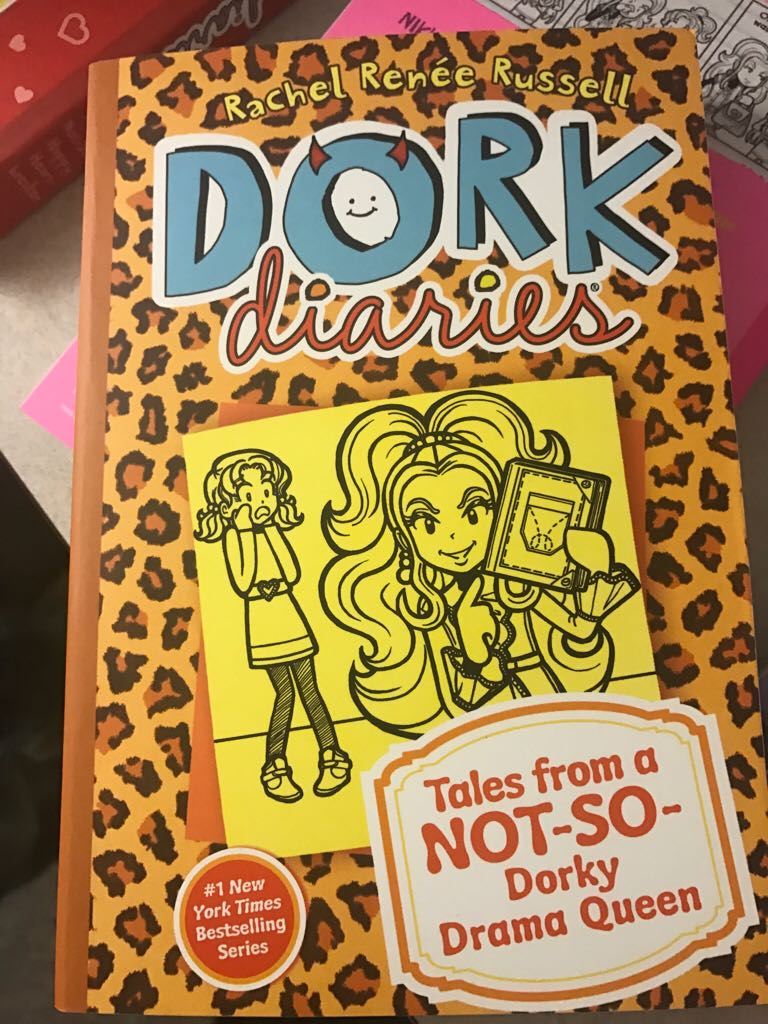 Rachel Renée Russell
DORK
diaries®
Tales from a
NOT-SO-
Dorky
Drama Queen
#1 New
York Times
Bestselling
Series